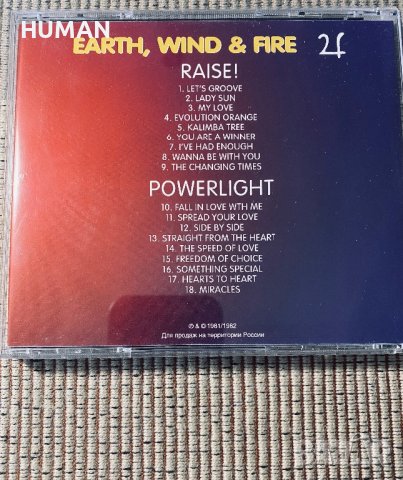 HUMAN
EARTH, WIND & FIRE
RAISE!
1. LET'S GROOVE
2. LADY SUN
3. MY LOVE
4. EVOLUTION ORANGE
5. KALIMBA TREE
6. YOU ARE A WINNER
7. I'VE HAD ENOUGH
8. WANNA BE WITH YOU
9. THE CHANGING TIMES
POWERLIGHT
10. FALL IN LOVE WTH ME
11. SPREAD YOUR LOVE
12. SIDE BY SIDE
13. STRAIGHT FROM THE HEART
14. THE SPEED OF LOVE
15. FREEDOM OF CHOICE
16. SOMETHING SPECIAL
17. HEARTS TO HEART
18. MIRACLES
℗ & © 1981/1982
Для продаж на территории России